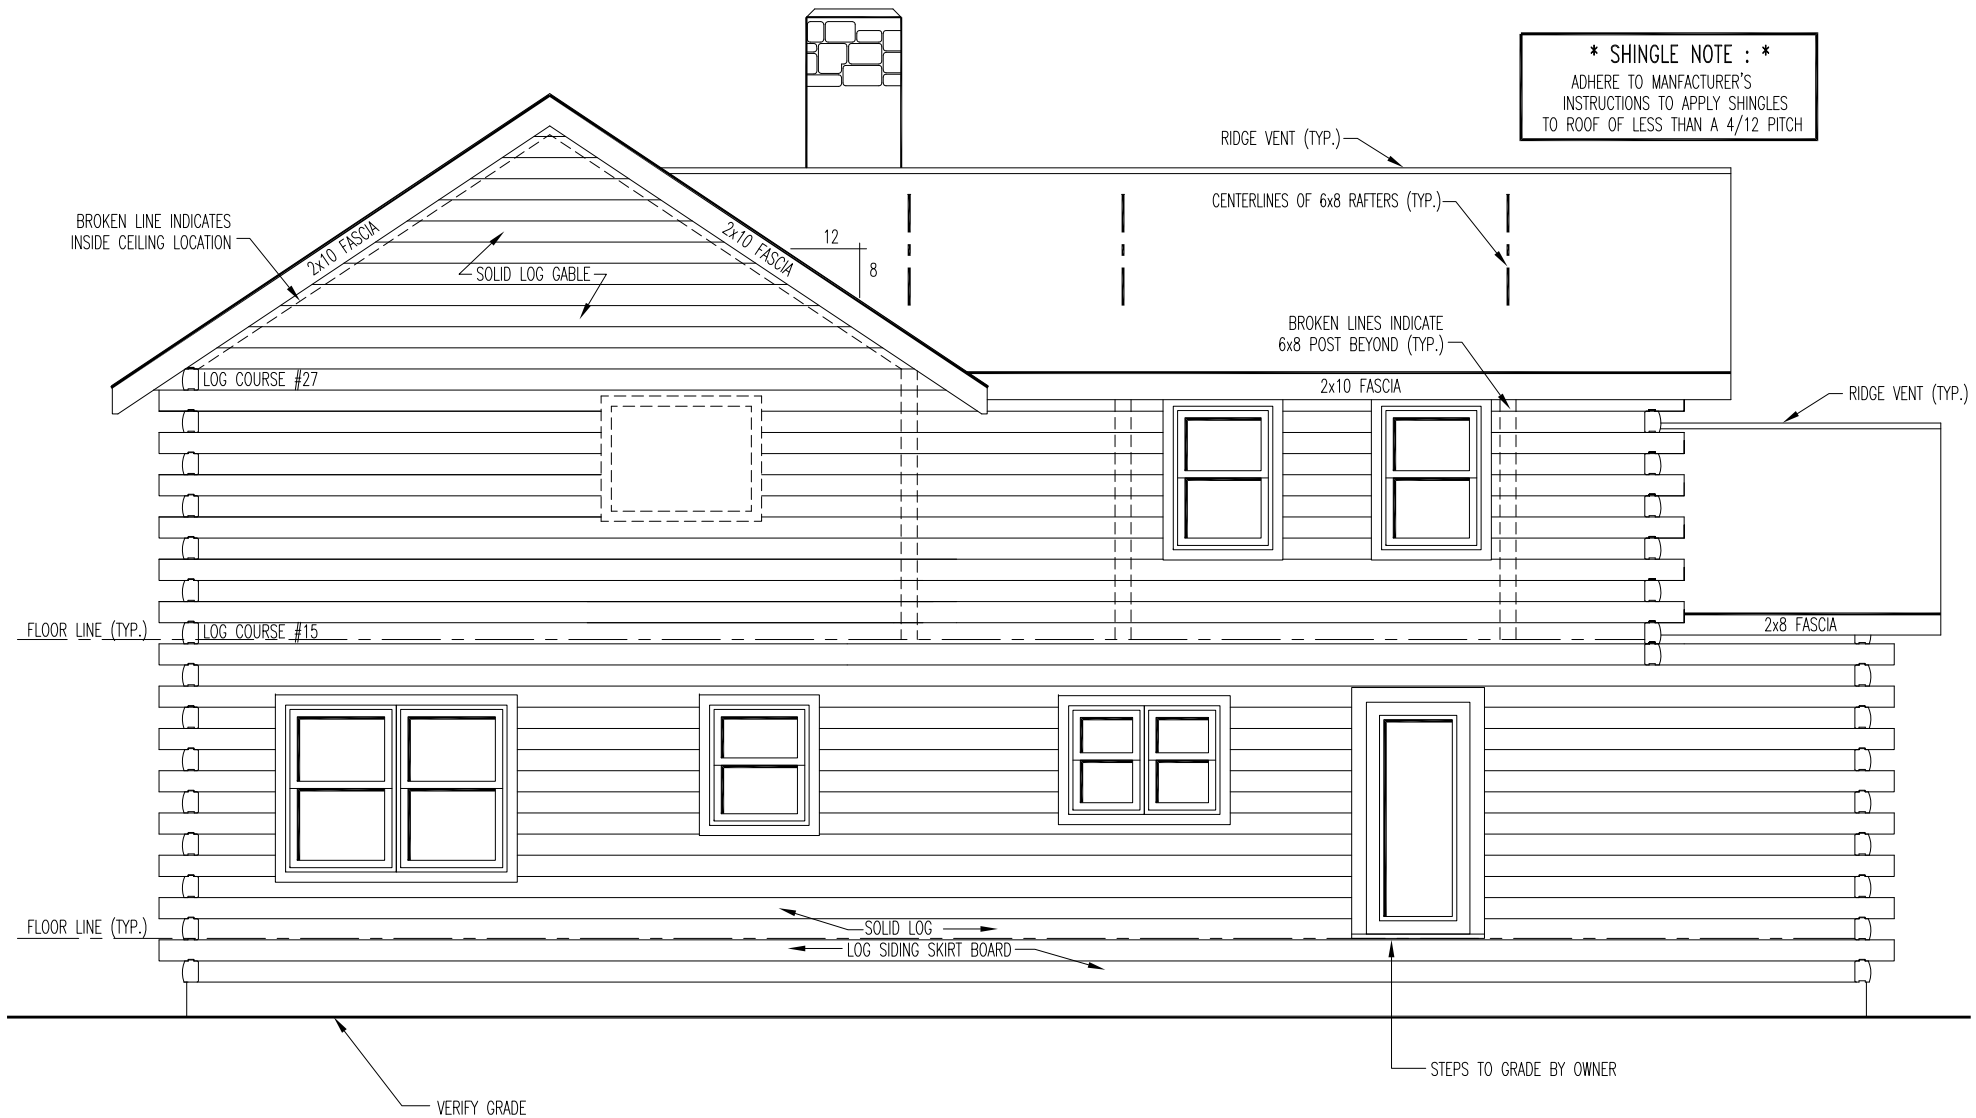 * SHINGLE NOTE : *
ADHERE TO MANFACTURER'S
INSTRUCTIONS TO APPLY SHINGLES
TO ROOF OF LESS THAN A 4/12 PITCH
RIDGE VENT (TYP.)
CENTERLINES OF 6x8 RAFTERS (TYP.)
BROKEN LINE INDICATES
INSIDE CEILING LOCATION
2x10 FASCIA
2x10 FASCIA
12
8
SOLID LOG GABLE
BROKEN LINES INDICATE
6x8 POST BEYOND (TYP.)
LOG COURSE #27
2x10 FASCIA
RIDGE VENT (TYP.)
FLOOR LINE (TYP.)
LOG COURSE #15
2x8 FASCIA
FLOOR LINE (TYP.)
SOLID LOG
LOG SIDING SKIRT BOARD
STEPS TO GRADE BY OWNER
VERIFY GRADE